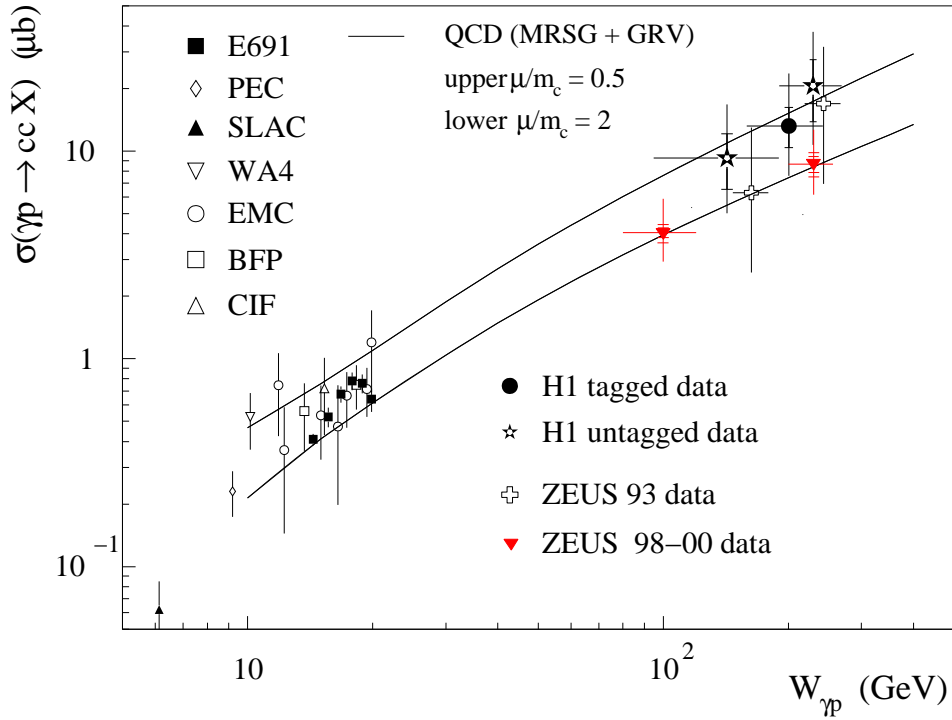 σ(γp → cc X) (μb)
E691
PEC
SLAC
WA4
EMC
BFP
CIF
QCD (MRSG + GRV)
upper μ/m_c = 0.5
lower μ/m_c = 2
10
1
10⁻¹
H1 tagged data
H1 untagged data
ZEUS 93 data
ZEUS 98−00 data
10
10²
W_γp (GeV)